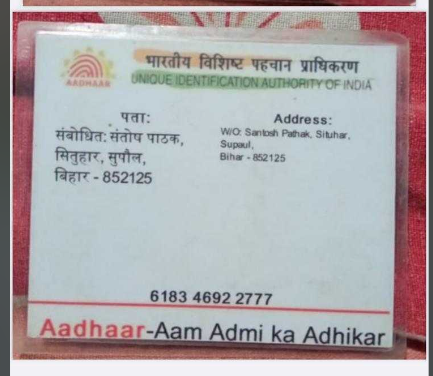 भारतीय विशिष्ट पहचान प्राधिकरण
AADHAAR
UNIQUE IDENTIFICATION AUTHORITY OF INDIA
पता:
संबोधित: संतोष पाठक,
सितुहार, सुपौल,
बिहार - 852125
Address:
W/O: Santosh Pathak, Situhar,
Supaul,
Bihar - 852125
6183 4692 2777
Aadhaar-Aam Admi ka Adhikar